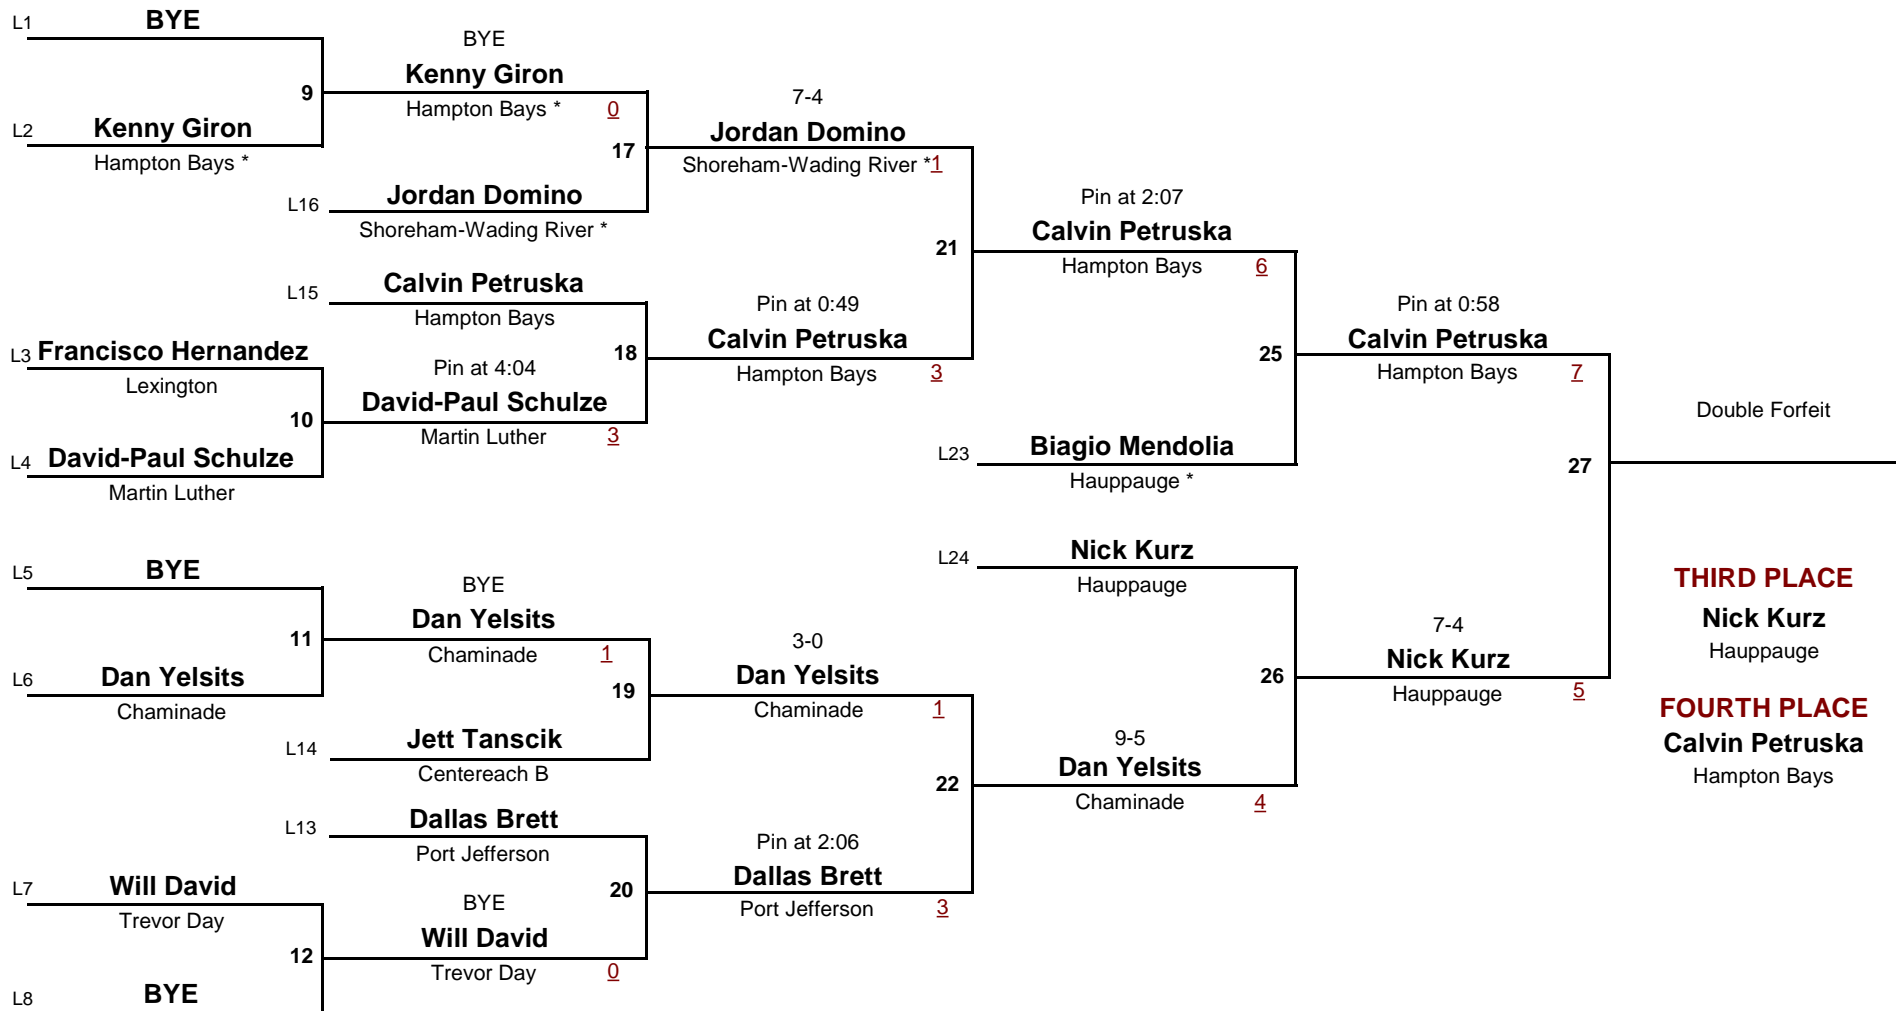 L1 BYE
L2 Kenny Giron
Hampton Bays *
9
BYE
Kenny Giron
Hampton Bays * 0
L16 Jordan Domino
Shoreham-Wading River *
17
7-4
Jordan Domino
Shoreham-Wading River * 1
L15 Calvin Petruska
Hampton Bays
L3 Francisco Hernandez
Lexington
L4 David-Paul Schulze
Martin Luther
10
Pin at 4:04
David-Paul Schulze
Martin Luther 3
18
Pin at 0:49
Calvin Petruska
Hampton Bays 3
21
Pin at 2:07
Calvin Petruska
Hampton Bays 6
L23 Biagio Mendolia
Hauppauge *
25
Pin at 0:58
Calvin Petruska
Hampton Bays 7
L5 BYE
L6 Dan Yelsits
Chaminade
11
BYE
Dan Yelsits
Chaminade 1
L14 Jett Tanscik
Centereach B
19
3-0
Dan Yelsits
Chaminade 1
L13 Dallas Brett
Port Jefferson
L7 Will David
Trevor Day
L8 BYE
12
BYE
Will David
Trevor Day 0
20
Pin at 2:06
Dallas Brett
Port Jefferson 3
22
9-5
Dan Yelsits
Chaminade 4
L24 Nick Kurz
Hauppauge
26
7-4
Nick Kurz
Hauppauge 5
27
Double Forfeit
THIRD PLACE
Nick Kurz
Hauppauge
FOURTH PLACE
Calvin Petruska
Hampton Bays